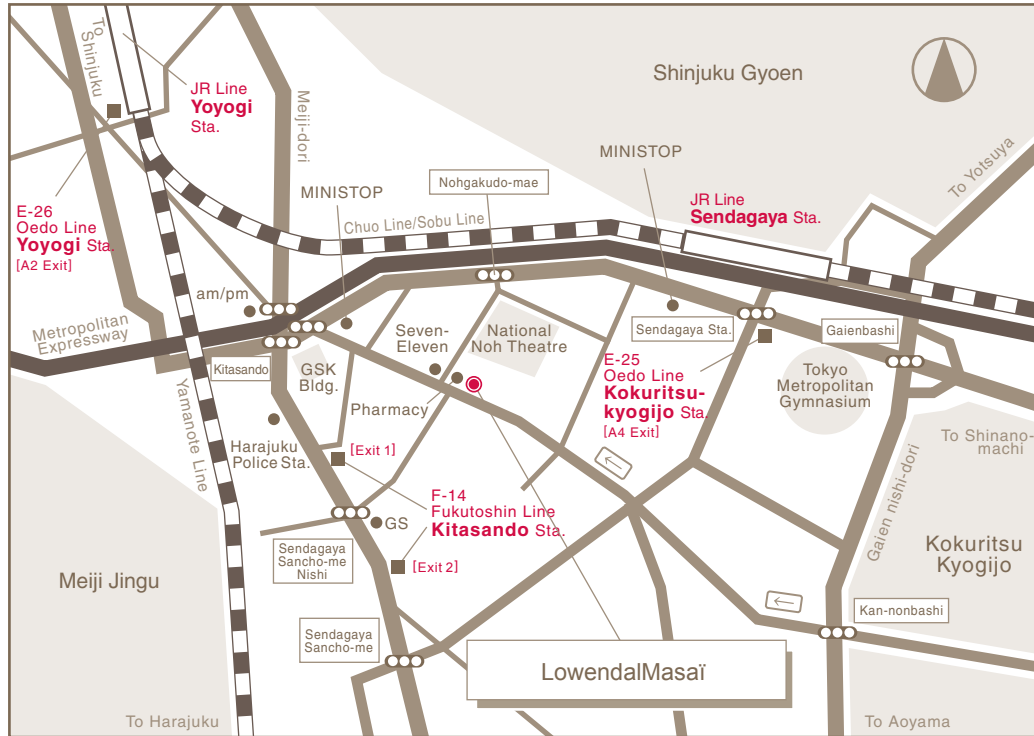 To
Shinjuku
JR Line
Yoyogi
Sta.
Meiji-dori
Shinjuku Gyoen
MINISTOP
Nohgakudo-mae
MINISTOP
To Yotsuya
E-26
Oedo Line
Yoyogi Sta.
[A2 Exit]
Chuo Line/Sobu Line
JR Line
Sendagaya Sta.
am/pm
Metropolitan
Expressway
Kitasando
GSK
Bldg.
Seven-
Eleven
National
Noh Theatre
Sendagaya Sta.
Gaienbashi
E-25
Oedo Line
Kokuritsu-
kyogijo Sta.
[A4 Exit]
Tokyo
Metropolitan
Gymnasium
Pharmacy
Yamanote Line
Harajuku
Police Sta.
[Exit 1]
To Shinano-
machi
F-14
Fukutoshin Line
Kitasando Sta.
GS
[Exit 2]
Gaien nishi-dori
Sendagaya
Sancho-me
Nishi
Kokuritsu
Kyogijo
Meiji Jingu
Kan-nonbashi
Sendagaya
Sancho-me
LowendalMasaï
To Harajuku
To Aoyama